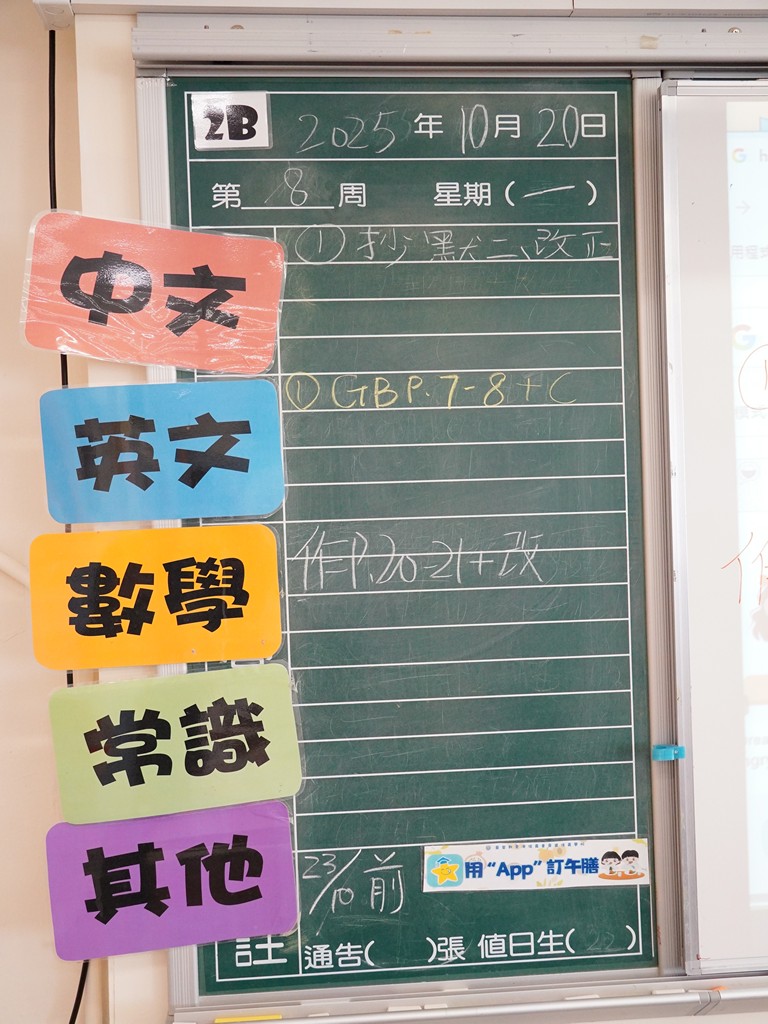 2B 2025年10月20日
第8周 星期(一)
中文
①抄默二、改正
英文
①GB P.7-8+C
數學
作P.20-21+改
常識
其他
23/10前
用“App”訂午膳
註 通告( )張 值日生(22)